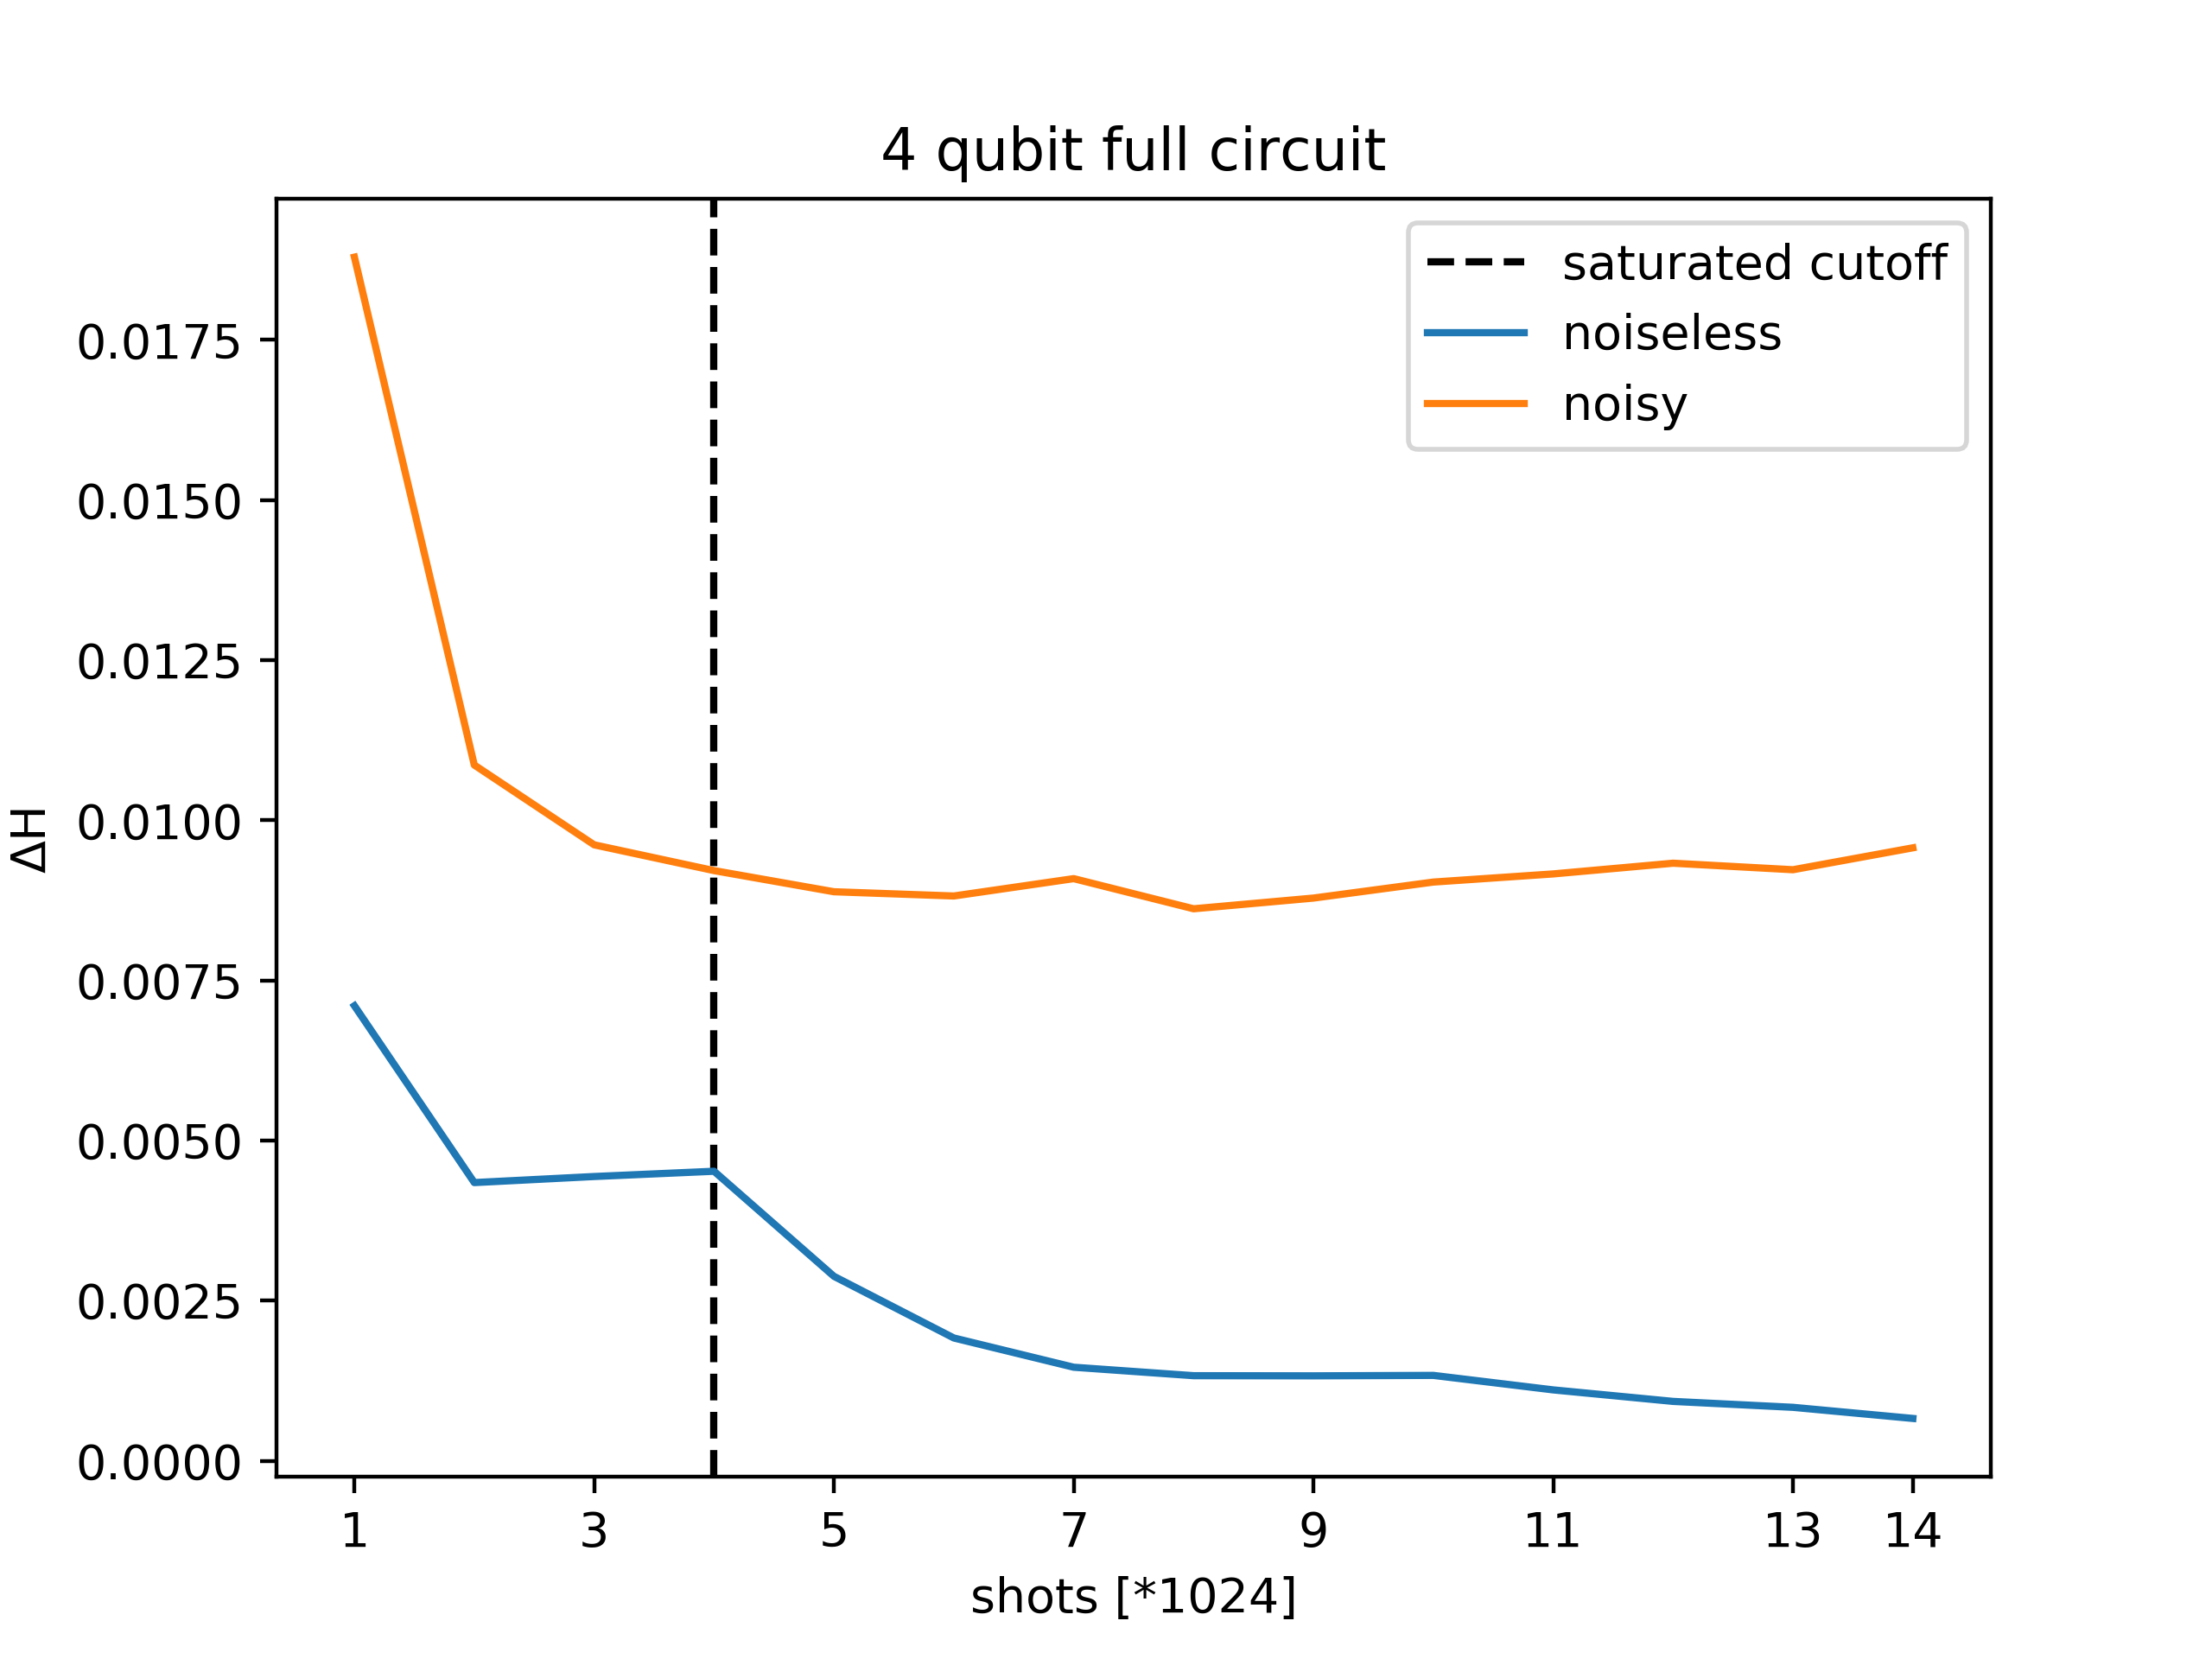 4 qubit full circuit
saturated cutoff
noiseless
noisy
0.0175
0.0150
0.0125
0.0100
0.0075
0.0050
0.0025
0.0000
ΔH
1 3 5 7 9 11 13 14
shots [*1024]